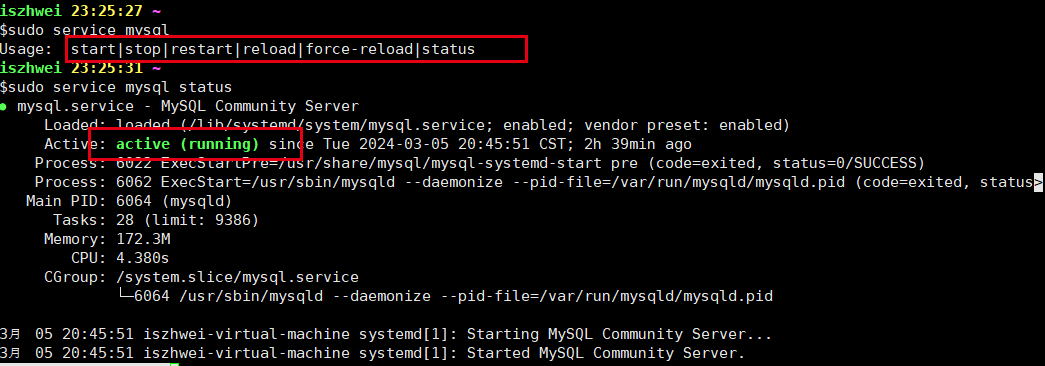 iszhwei 23:25:27 ~
$sudo service mysql
Usage: start|stop|restart|reload|force-reload|status
iszhwei 23:25:31 ~
$sudo service mysql status
● mysql.service - MySQL Community Server
Loaded: loaded (/lib/systemd/system/mysql.service; enabled; vendor preset: enabled)
Active: active (running) since Tue 2024-03-05 20:45:51 CST; 2h 39min ago
Process: 6022 ExecStartPre=/usr/share/mysql/mysql-systemd-start pre (code=exited, status=0/SUCCESS)
Process: 6062 ExecStart=/usr/sbin/mysqld --daemonize --pid-file=/var/run/mysqld/mysqld.pid (code=exited, status>
Main PID: 6064 (mysqld)
Tasks: 28 (limit: 9386)
Memory: 172.3M
CPU: 4.380s
CGroup: /system.slice/mysql.service
└─6064 /usr/sbin/mysqld --daemonize --pid-file=/var/run/mysqld/mysqld.pid
3月 05 20:45:51 iszhwei-virtual-machine systemd[1]: Starting MySQL Community Server...
3月 05 20:45:51 iszhwei-virtual-machine systemd[1]: Started MySQL Community Server.